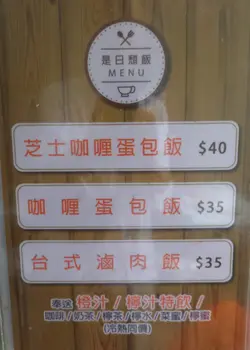 是日頹飯
MENU
芝士咖喱蛋包飯 $40
咖喱蛋包飯 $35
台式滷肉飯 $35
奉送 橙汁 / 檸汁特飲 /
咖啡 / 奶茶 / 檸茶 / 檸水 / 菜蜜 / 檸蜜
(冷熱同價)